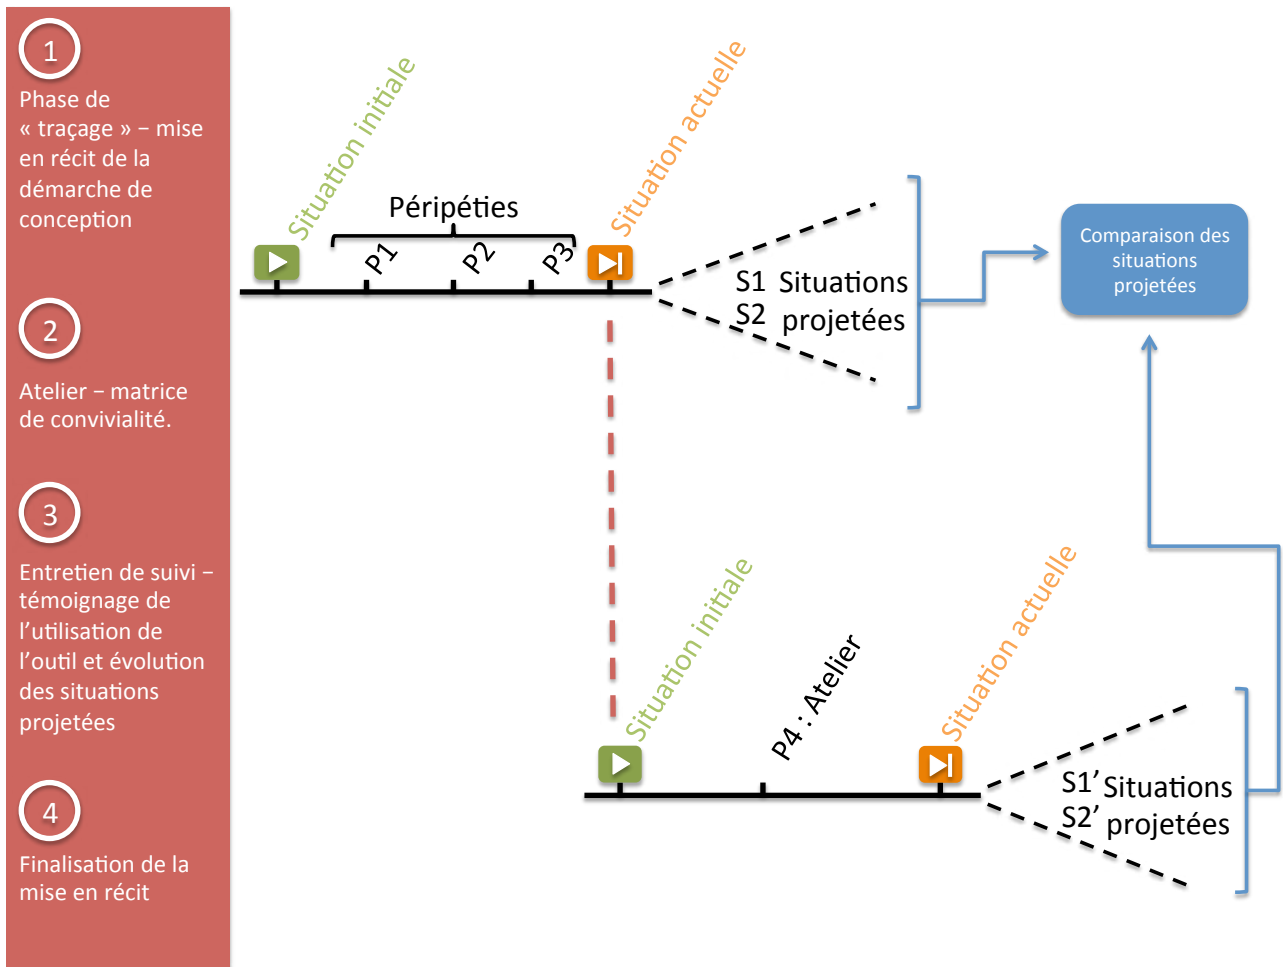 1
Phase de
« traçage » – mise
en récit de la
démarche de
conception
2
Atelier – matrice
de convivialité.
3
Entretien de suivi –
témoignage de
l'utilisation de
l'outil et évolution
des situations
projetées
4
Finalisation de la
mise en récit
Situation initiale
Péripéties
P1
P2
P3
Situation actuelle
S1 Situations
S2 projetées
Comparaison des
situations
projetées
Situation initiale
P4 : Atelier
Situation actuelle
S1’ Situations
S2’ projetées